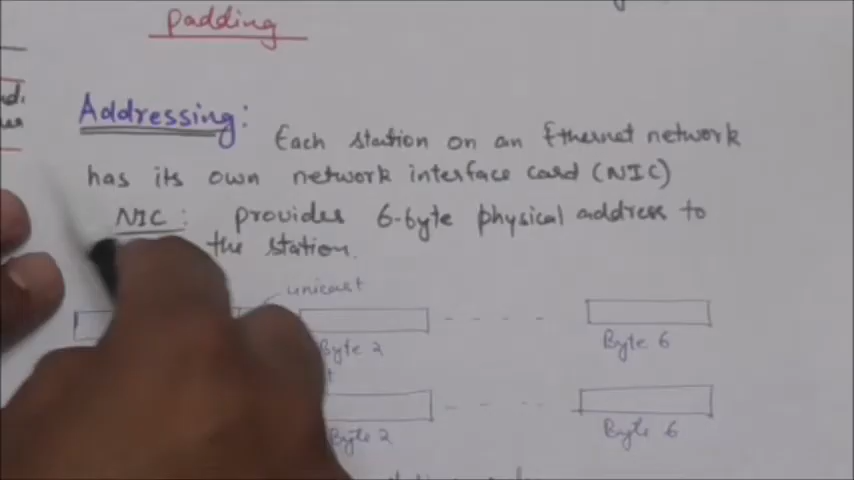 padding
Addressing:
Each station on an Ethernet network
has its own network interface card (NIC)
NIC: provides 6-byte physical address to
the station.
unicast
Byte 2
Byte 6
Byte 2
Byte 6